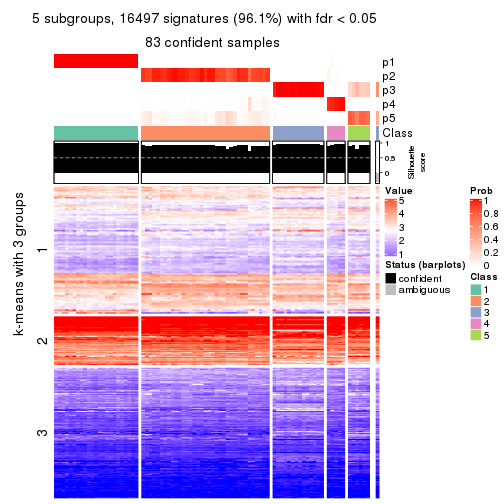 5 subgroups, 16497 signatures (96.1%) with fdr < 0.05
83 confident samples
p1
p2
p3
p4
p5
Class
1
0.5
0
Silhouette
score
k-means with 3 groups
1
2
3
Value
5
4
3
2
1
Status (barplots)
confident
ambiguous
Prob
1
0.8
0.6
0.4
0.2
0
Class
1
2
3
4
5